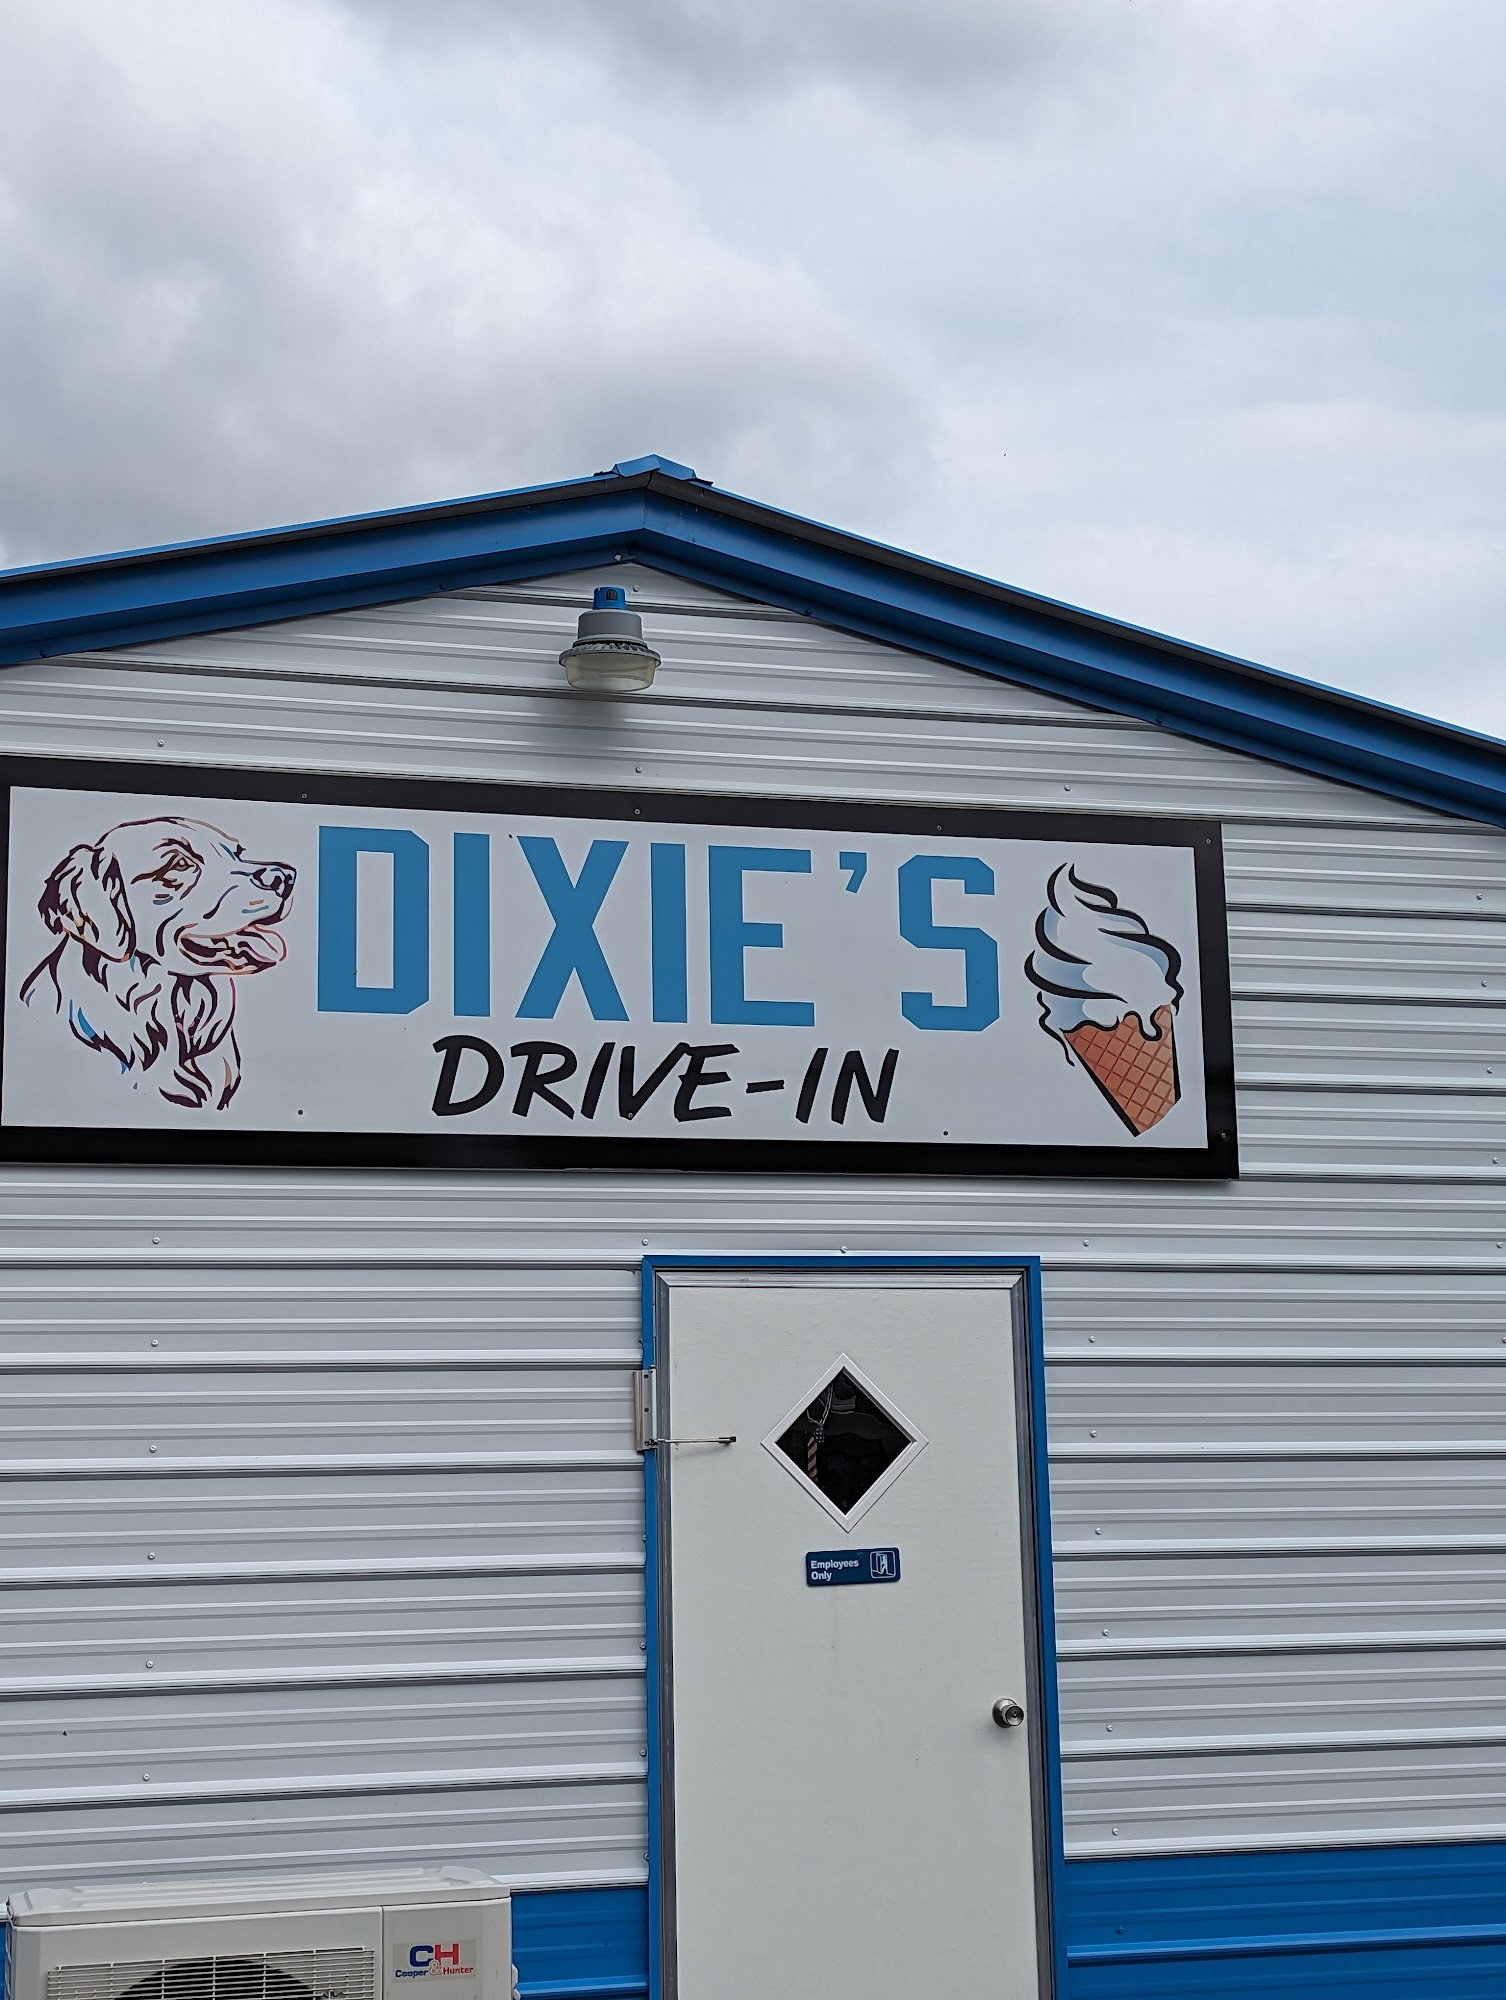 DIXIE'S
DRIVE-IN
Employees
Only
CH
Cooper & Hunter